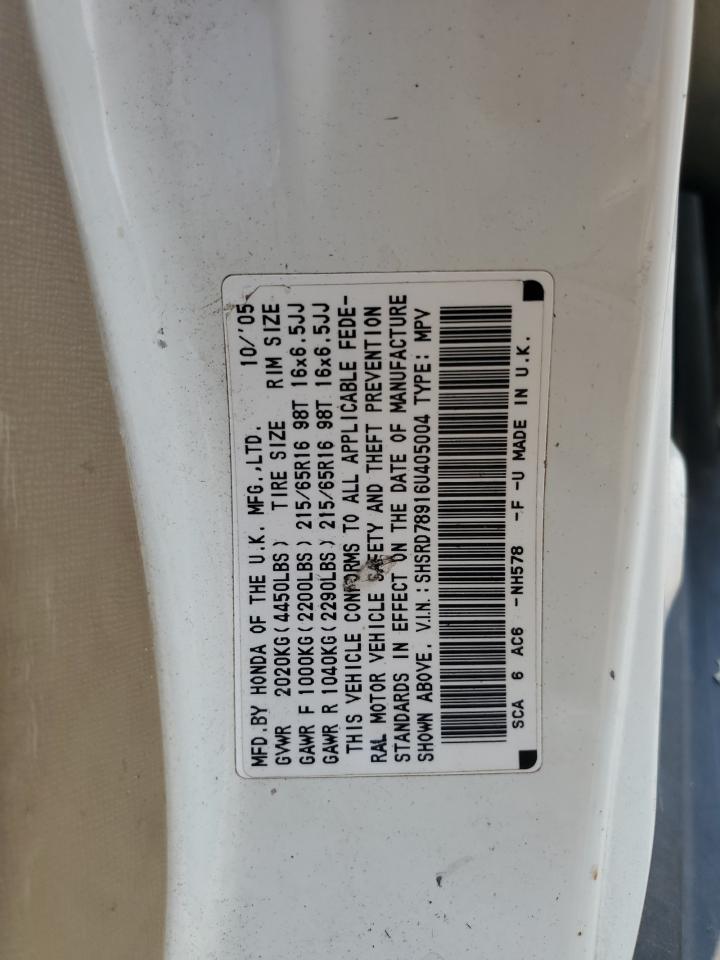 MFD.BY HONDA OF THE U.K. MFG.,LTD. 10/'05
GVWR 2020KG(4450LBS) TIRE SIZE RIM SIZE
GAWR F 1000KG(2200LBS) 215/65R16 98T 16x6.5JJ
GAWR R 1040KG(2290LBS) 215/65R16 98T 16x6.5JJ
THIS VEHICLE CONFORMS TO ALL APPLICABLE FEDE-
RAL MOTOR VEHICLE SAFETY AND THEFT PREVENTION
STANDARDS IN EFFECT ON THE DATE OF MANUFACTURE
SHOWN ABOVE. V.I.N.:SHSRD78916U405004 TYPE: MPV
SCA 6 AC6 -NH578 -F -U MADE IN U.K.